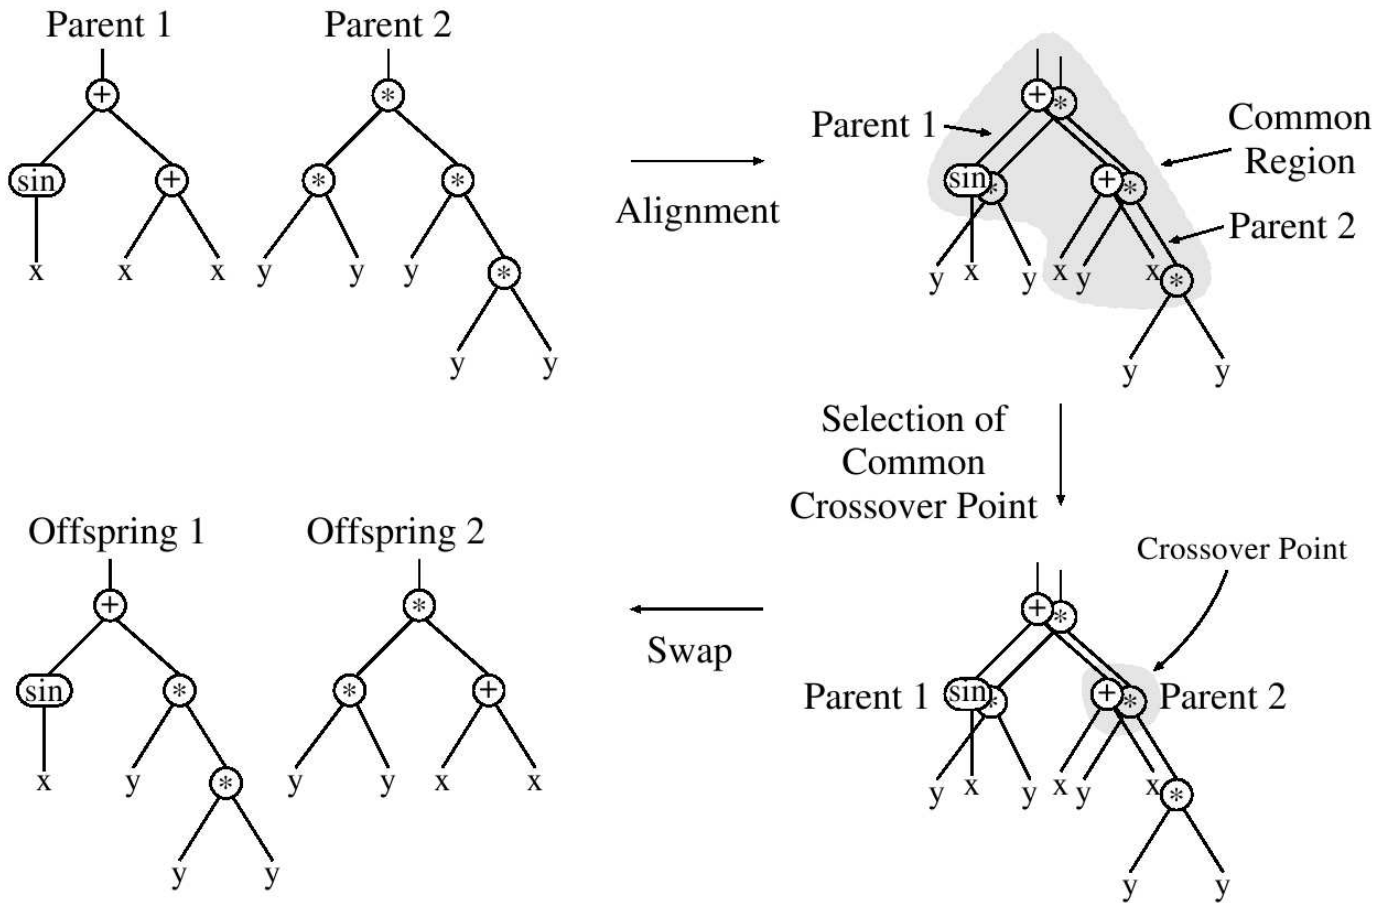 Parent 1
Parent 2
+
*
sin
+
*
*
x
x
x
y
y
y
*
y
y
Alignment
Parent 1
Common
Region
Parent 2
+
*
sin
*
+
*
y
x
y
x
y
x
*
y
y
Selection of
Common
Crossover Point
Crossover Point
+
*
Parent 1
sin
*
+
*
Parent 2
y
x
y
x
y
x
*
y
y
Swap
Offspring 1
Offspring 2
+
*
sin
*
*
+
x
y
*
y
y
x
x
y
y